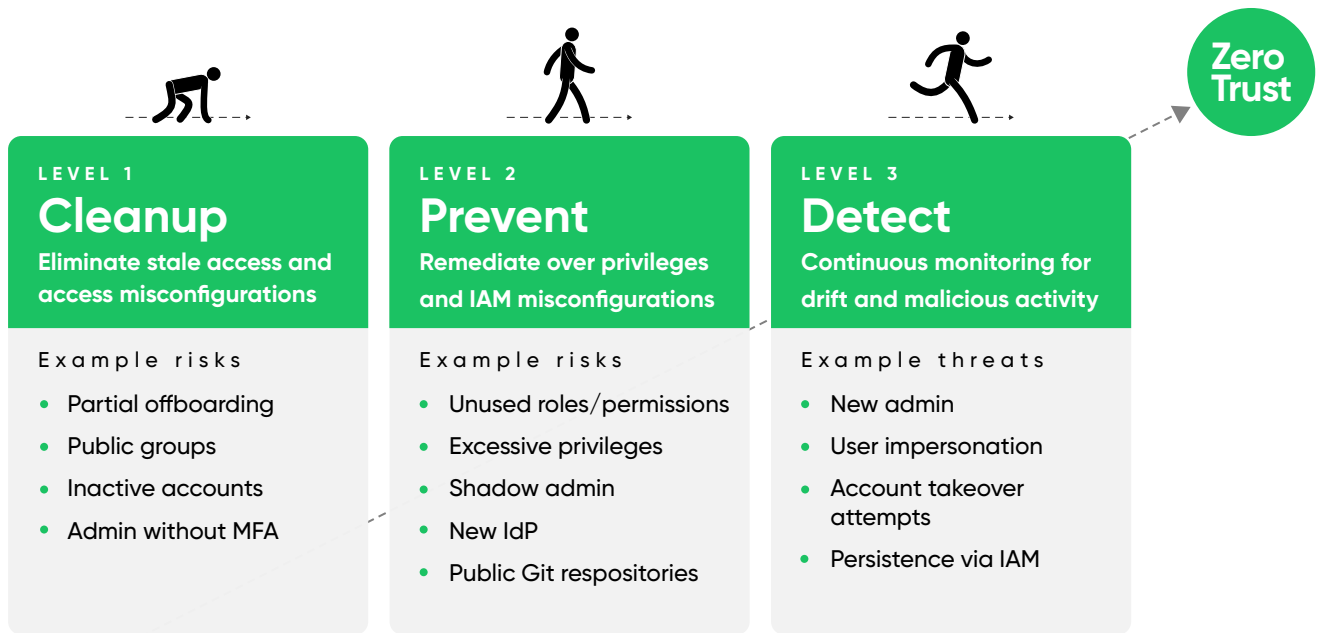 Zero
Trust
LEVEL 1
Cleanup
Eliminate stale access and
access misconfigurations
Example risks
Partial offboarding
Public groups
Inactive accounts
Admin without MFA
LEVEL 2
Prevent
Remediate over privileges
and IAM misconfigurations
Example risks
Unused roles/permissions
Excessive privileges
Shadow admin
New IdP
Public Git respositories
LEVEL 3
Detect
Continuous monitoring for
drift and malicious activity
Example threats
New admin
User impersonation
Account takeover
attempts
Persistence via IAM